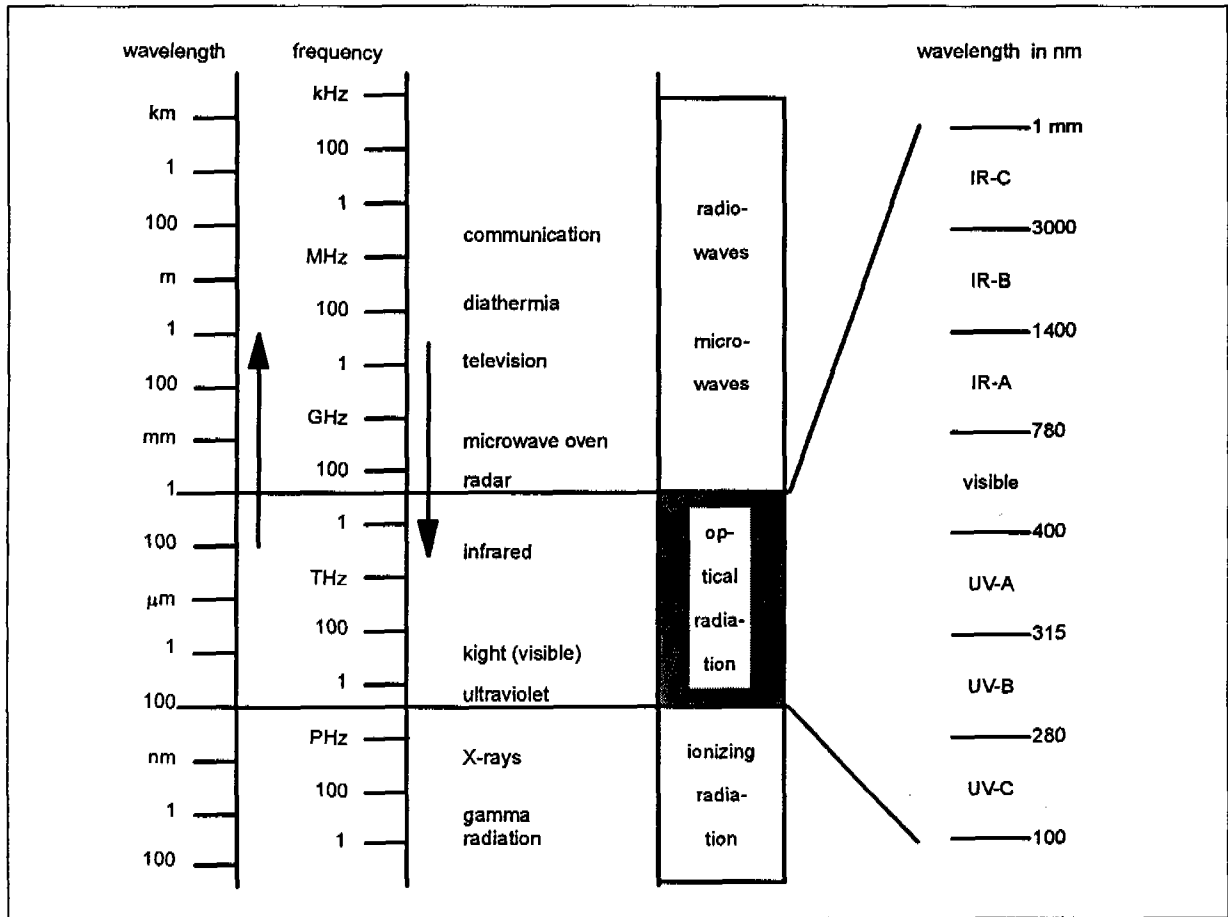 wavelength
frequency
wavelength in nm
km
1
100
m
1
100
mm
1
100
µm
1
100
nm
1
100
kHz
100
1
MHz
100
1
GHz
100
1
THz
100
1
PHz
100
1
communication
diathermia
television
microwave oven
radar
infrared
kight (visible)
ultraviolet
X-rays
gamma
radiation
radio-
waves
micro-
waves
op-
tical
radia-
tion
ionizing
radia-
tion
1 mm
IR-C
3000
IR-B
1400
IR-A
780
visible
400
UV-A
315
UV-B
280
UV-C
100